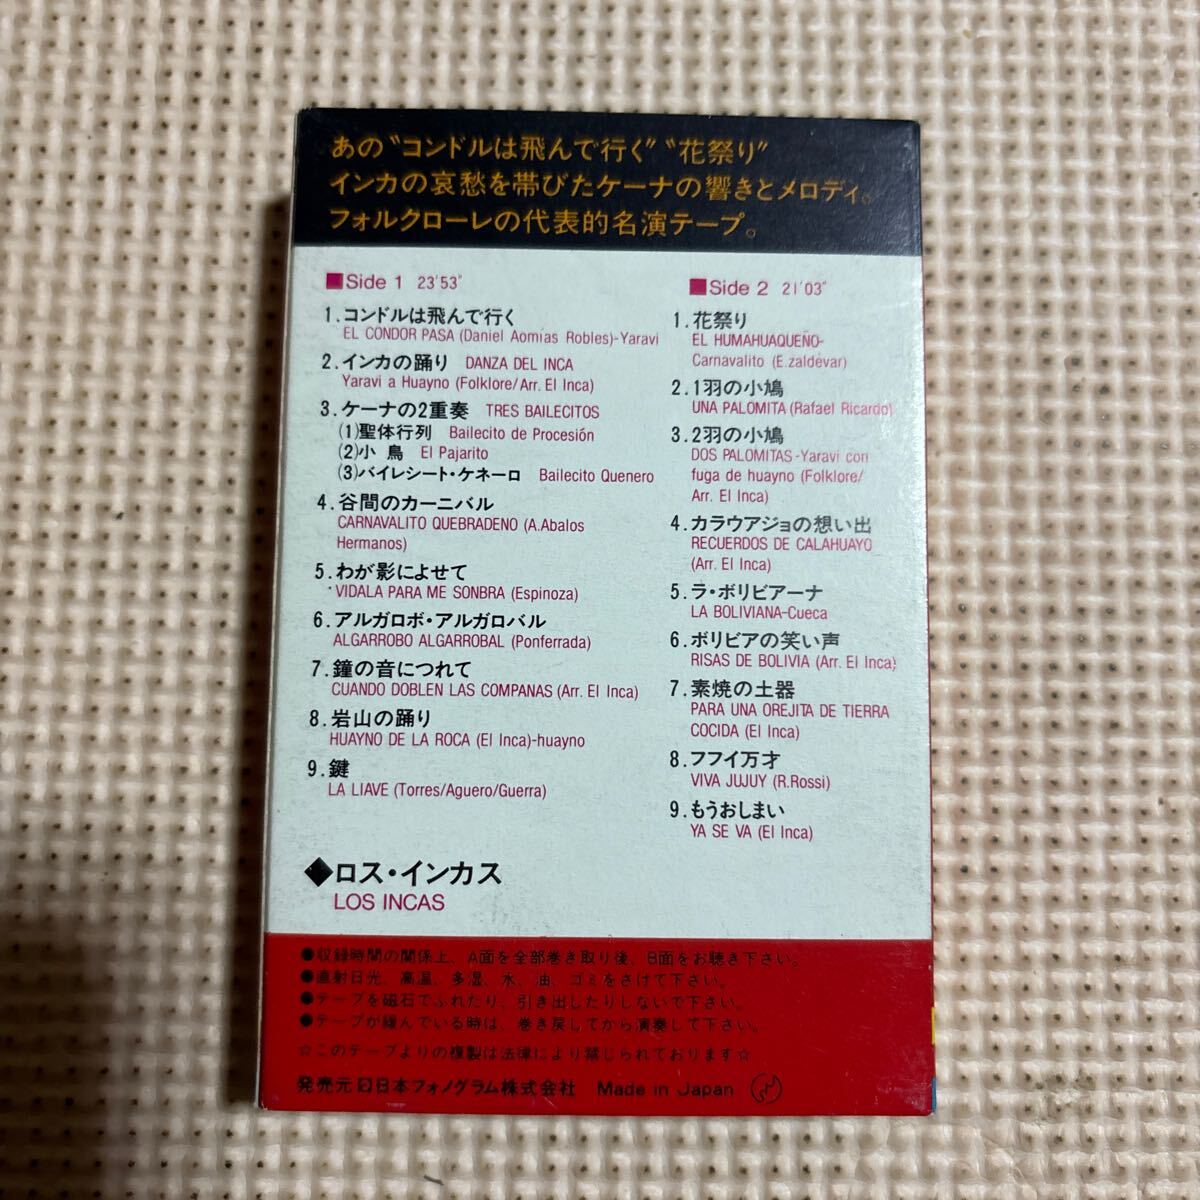 あの"コンドルは飛んで行く""花祭り"
インカの哀愁を帯びたケーナの響きとメロディ。
フォルクローレの代表的名演テープ。
■Side 1 23'53"
1.コンドルは飛んで行く
EL CONDOR PASA (Daniel Aomias Robles)-Yaravi
2.インカの踊り DANZA DEL INCA
Yaravi a Huayno (Folklore/Arr. El Inca)
3.ケーナの2重奏 TRES BAILECITOS
(1)聖体行列 Bailecito de Procesión
(2)小鳥 El Pajarito
(3)バイレシート・ケネーロ Bailecito Quenero
4.谷間のカーニバル
CARNAVALITO QUEBRADENO (A.Abalos
Hermanos)
5.わが影によせて
VIDALA PARA ME SONBRA (Espinoza)
6.アルガロボ・アルガロバル
ALGARROBO ALGARROBAL (Ponferrada)
7.鐘の音につれて
CUANDO DOBLEN LAS COMPANAS (Arr. El Inca)
8.岩山の踊り
HUAYNO DE LA ROCA (El Inca)-huayno
9.鍵
LA LIAVE (Torres/Aguero/Guerra)
■Side 2 21'03"
1.花祭り
EL HUMAHUAQUEÑO-
Carnavalito (E.zaldévar)
2.1羽の小鳩
UNA PALOMITA (Rafael Ricardo)
3.2羽の小鳩
DOS PALOMITAS-Yaravi con
fuga de huayno (Folklore/
Arr. El Inca)
4.カラウアジョの想い出
RECUERDOS DE CALAHUAYO
(Arr. El Inca)
5.ラ・ボリビアーナ
LA BOLIVIANA-Cueca
6.ボリビアの笑い声
RISAS DE BOLIVIA (Arr. El Inca)
7.素焼の土器
PARA UNA OREJITA DE TIERRA
COCIDA (El Inca)
8.フフイ万才
VIVA JUJUY (R.Rossi)
9.もうおしまい
YA SE VA (El Inca)
◆ロス・インカス
LOS INCAS
●収録時間の関係上、A面を全部巻き取り後、B面をお聴き下さい。
●直射日光、高温、多湿、水、油、ゴミをさけて下さい。
●テープを磁石でふれたり、引き出したりしないで下さい。
●テープが緩んでいる時は、巻き戻してから演奏して下さい。
☆このテープよりの複製は法律により禁じられております☆
発売元 日本フォノグラム株式会社 Made in Japan